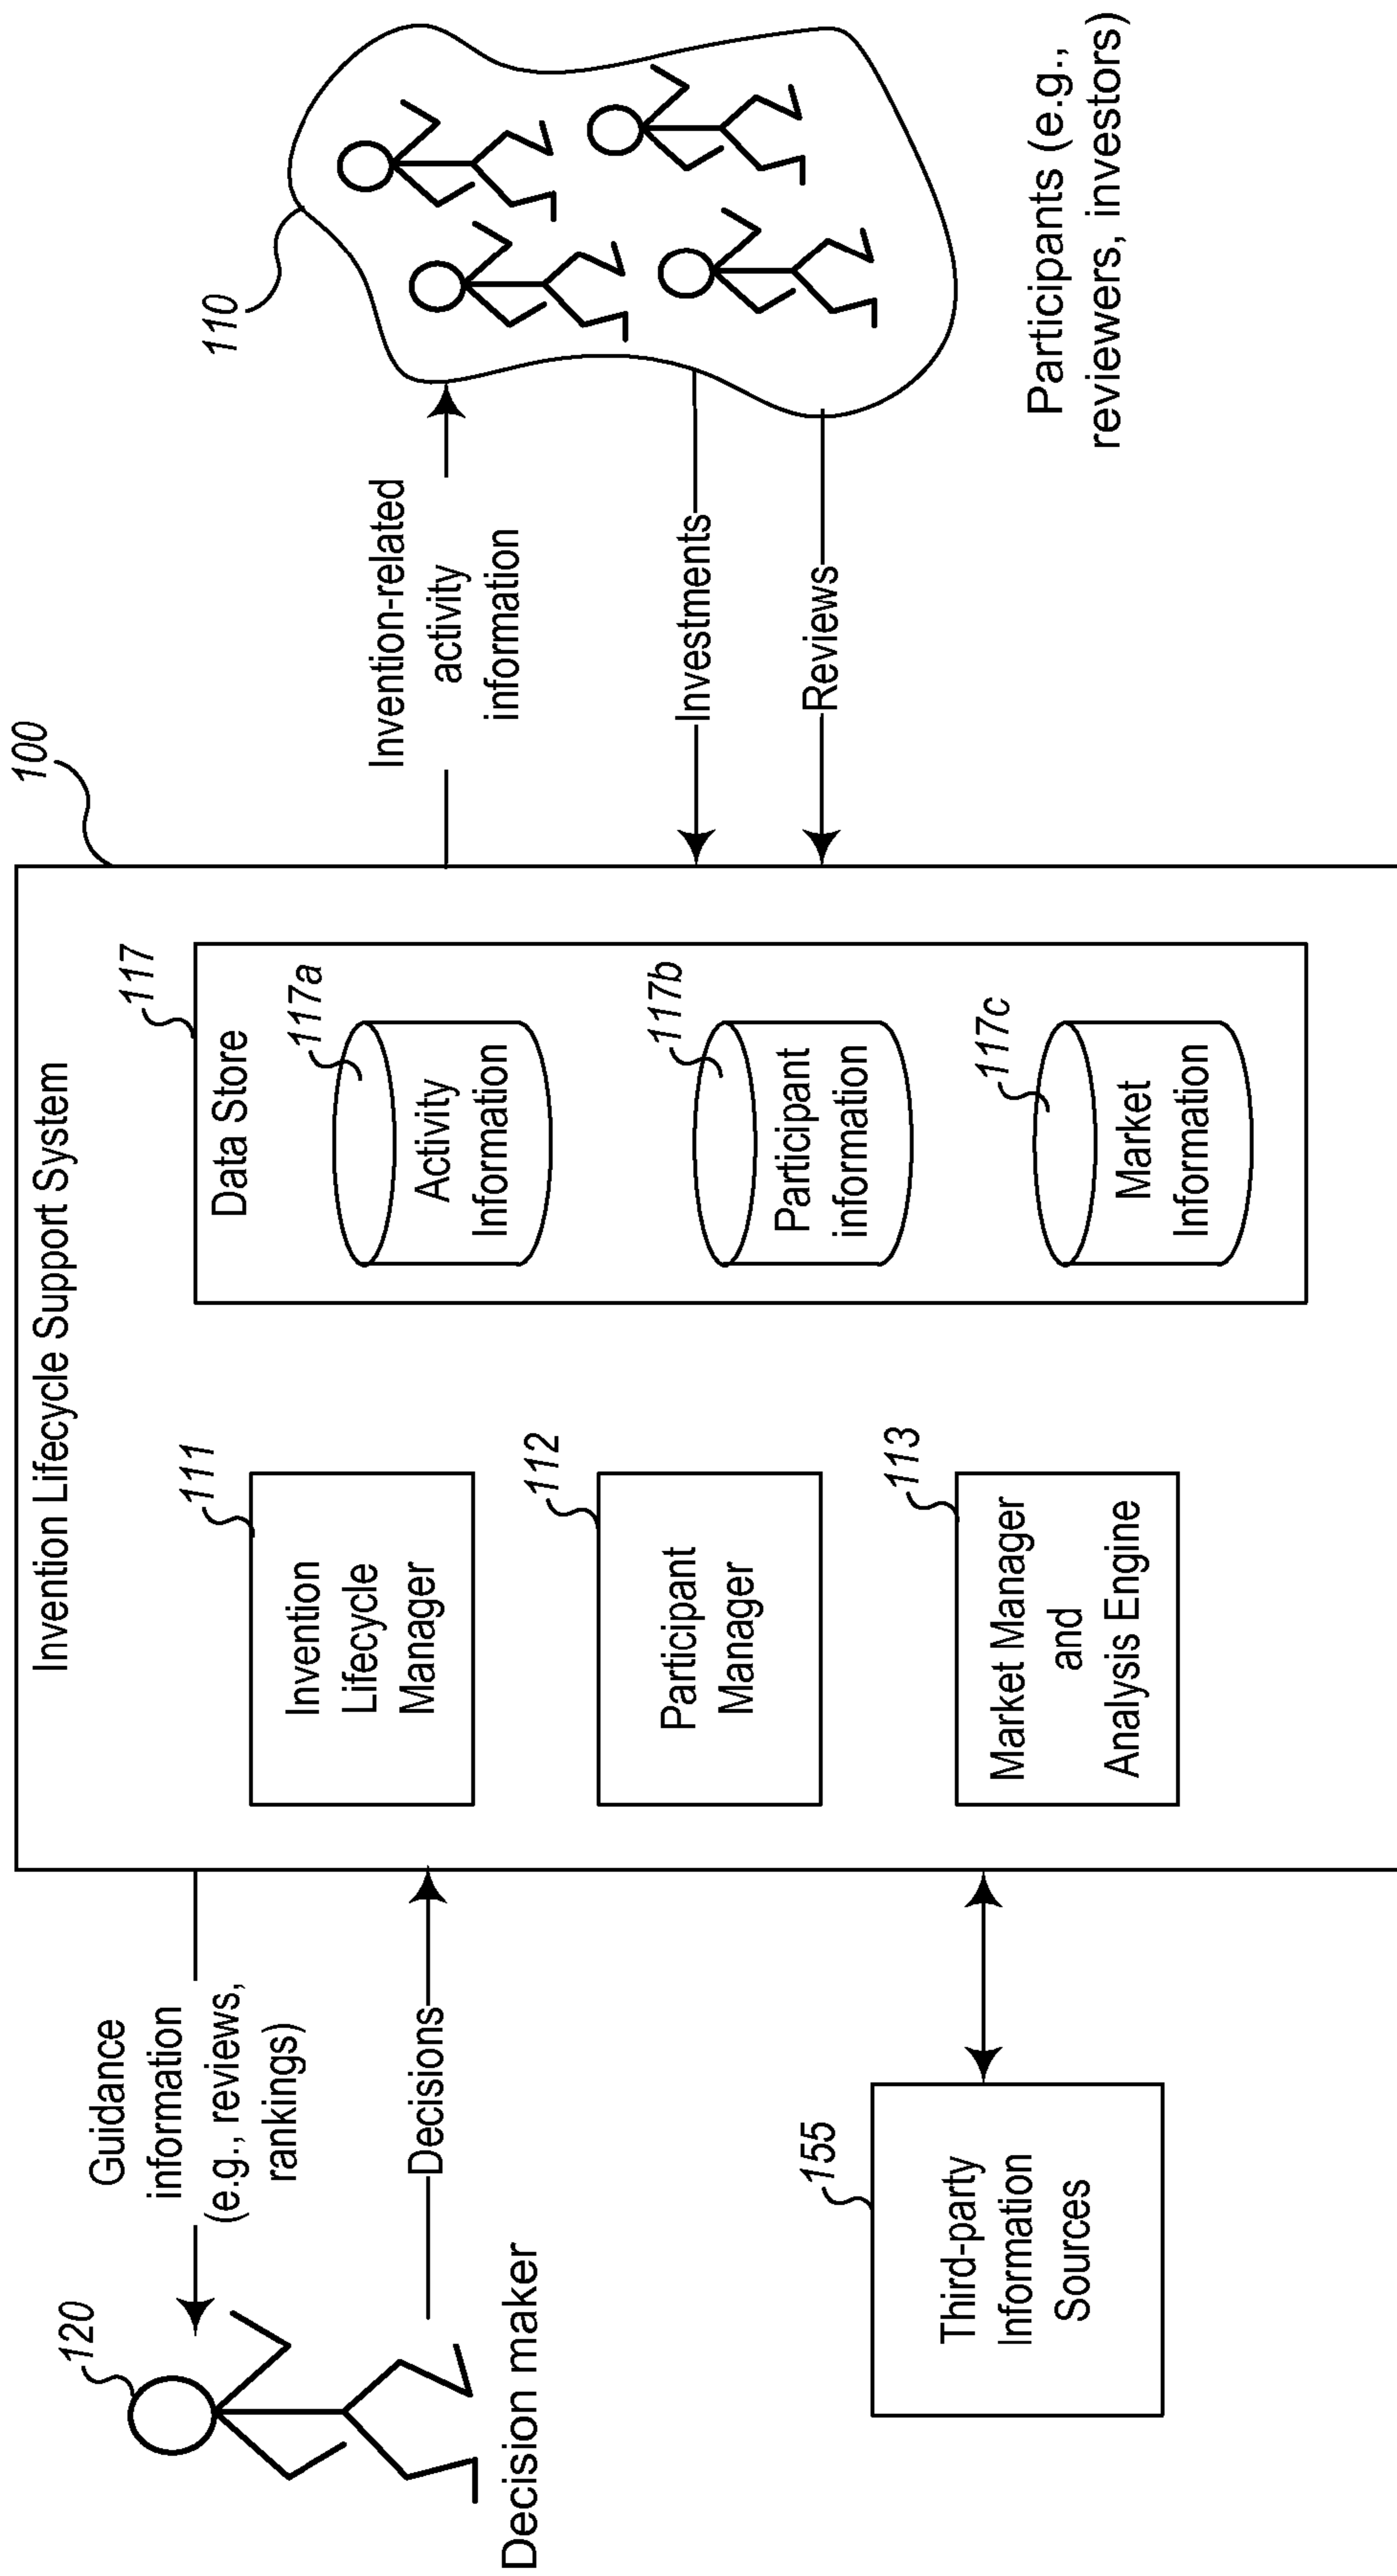 Invention Lifecycle Support System
100
120
Guidance
information
(e.g., reviews,
rankings)
Decisions
Decision maker
155
Third-party
Information
Sources
111
Invention
Lifecycle
Manager
112
Participant
Manager
113
Market Manager
and
Analysis Engine
117
Data Store
117a
Activity
Information
117b
Participant
information
117c
Market
Information
Invention-related
activity
information
Investments
Reviews
110
Participants (e.g.,
reviewers, investors)